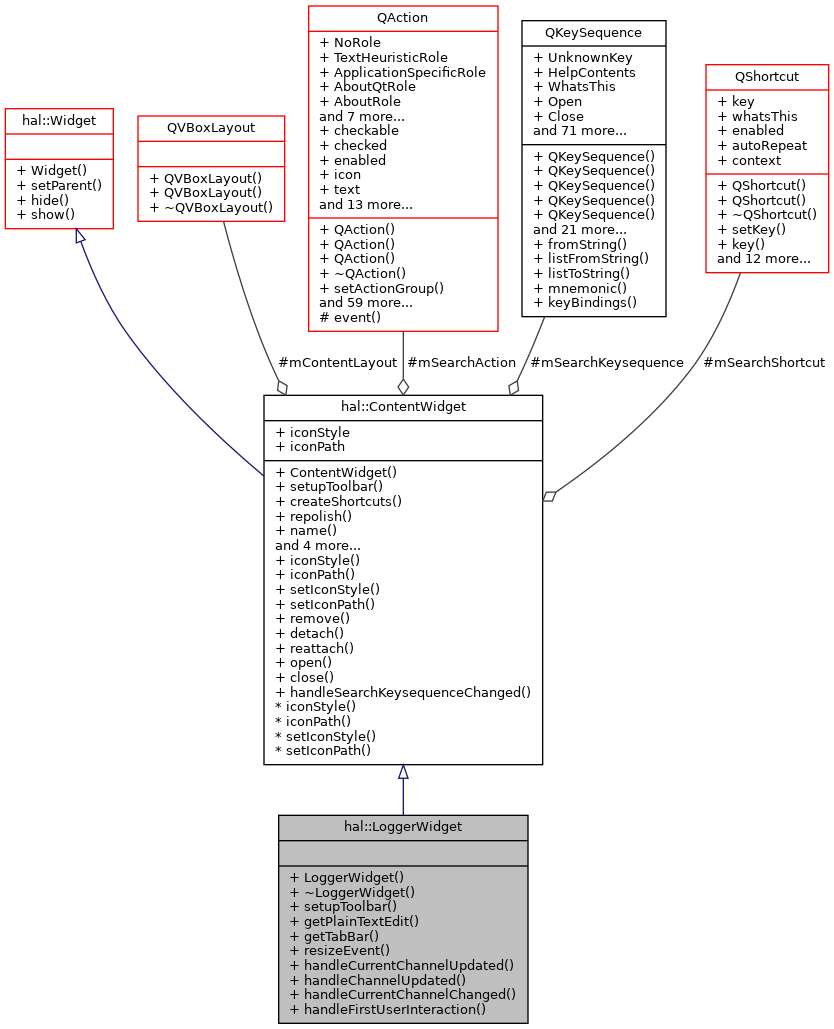 QAction
+ NoRole
+ TextHeuristicRole
+ ApplicationSpecificRole
+ AboutQtRole
+ AboutRole
and 7 more...
+ checkable
+ checked
+ enabled
+ icon
+ text
and 13 more...
+ QAction()
+ QAction()
+ QAction()
+ ~QAction()
+ setActionGroup()
and 59 more...
# event()
QKeySequence
+ UnknownKey
+ HelpContents
+ WhatsThis
+ Open
+ Close
and 71 more...
+ QKeySequence()
+ QKeySequence()
+ QKeySequence()
+ QKeySequence()
+ QKeySequence()
and 21 more...
+ fromString()
+ listFromString()
+ listToString()
+ mnemonic()
+ keyBindings()
QShortcut
+ key
+ whatsThis
+ enabled
+ autoRepeat
+ context
+ QShortcut()
+ QShortcut()
+ ~QShortcut()
+ setKey()
+ key()
and 12 more...
hal::Widget
+ Widget()
+ setParent()
+ hide()
+ show()
QVBoxLayout
+ QVBoxLayout()
+ QVBoxLayout()
+ ~QVBoxLayout()
#mContentLayout
#mSearchAction
#mSearchKeysequence
#mSearchShortcut
hal::ContentWidget
+ iconStyle
+ iconPath
+ ContentWidget()
+ setupToolbar()
+ createShortcuts()
+ repolish()
+ name()
and 4 more...
+ iconStyle()
+ iconPath()
+ setIconStyle()
+ setIconPath()
+ remove()
+ detach()
+ reattach()
+ open()
+ close()
+ handleSearchKeysequenceChanged()
* iconStyle()
* iconPath()
* setIconStyle()
* setIconPath()
hal::LoggerWidget
+ LoggerWidget()
+ ~LoggerWidget()
+ setupToolbar()
+ getPlainTextEdit()
+ getTabBar()
+ resizeEvent()
+ handleCurrentChannelUpdated()
+ handleChannelUpdated()
+ handleCurrentChannelChanged()
+ handleFirstUserInteraction()